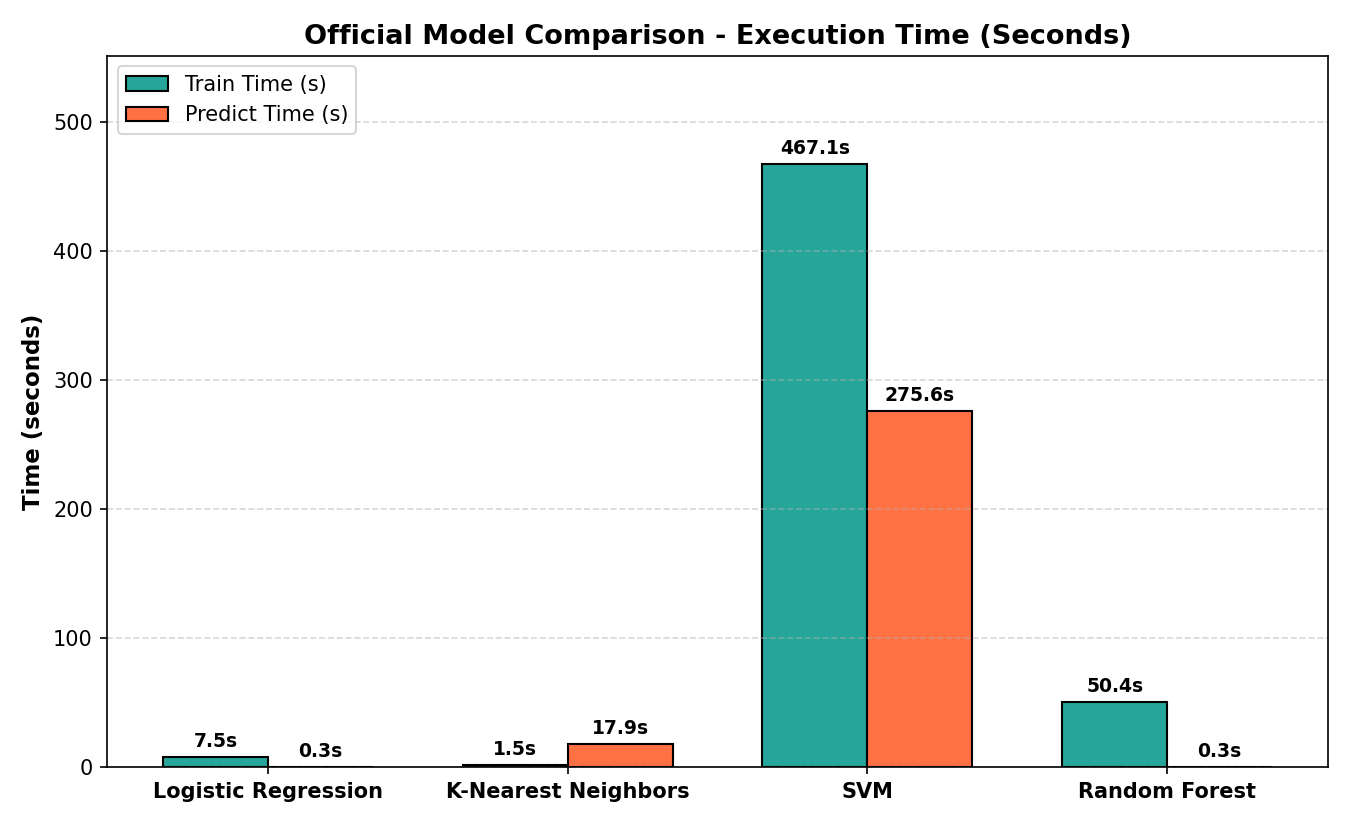 Official Model Comparison - Execution Time (Seconds)
Train Time (s)
Predict Time (s)
Time (seconds)
500
400
300
200
100
0
7.5s
0.3s
1.5s
17.9s
467.1s
275.6s
50.4s
0.3s
Logistic Regression
K-Nearest Neighbors
SVM
Random Forest